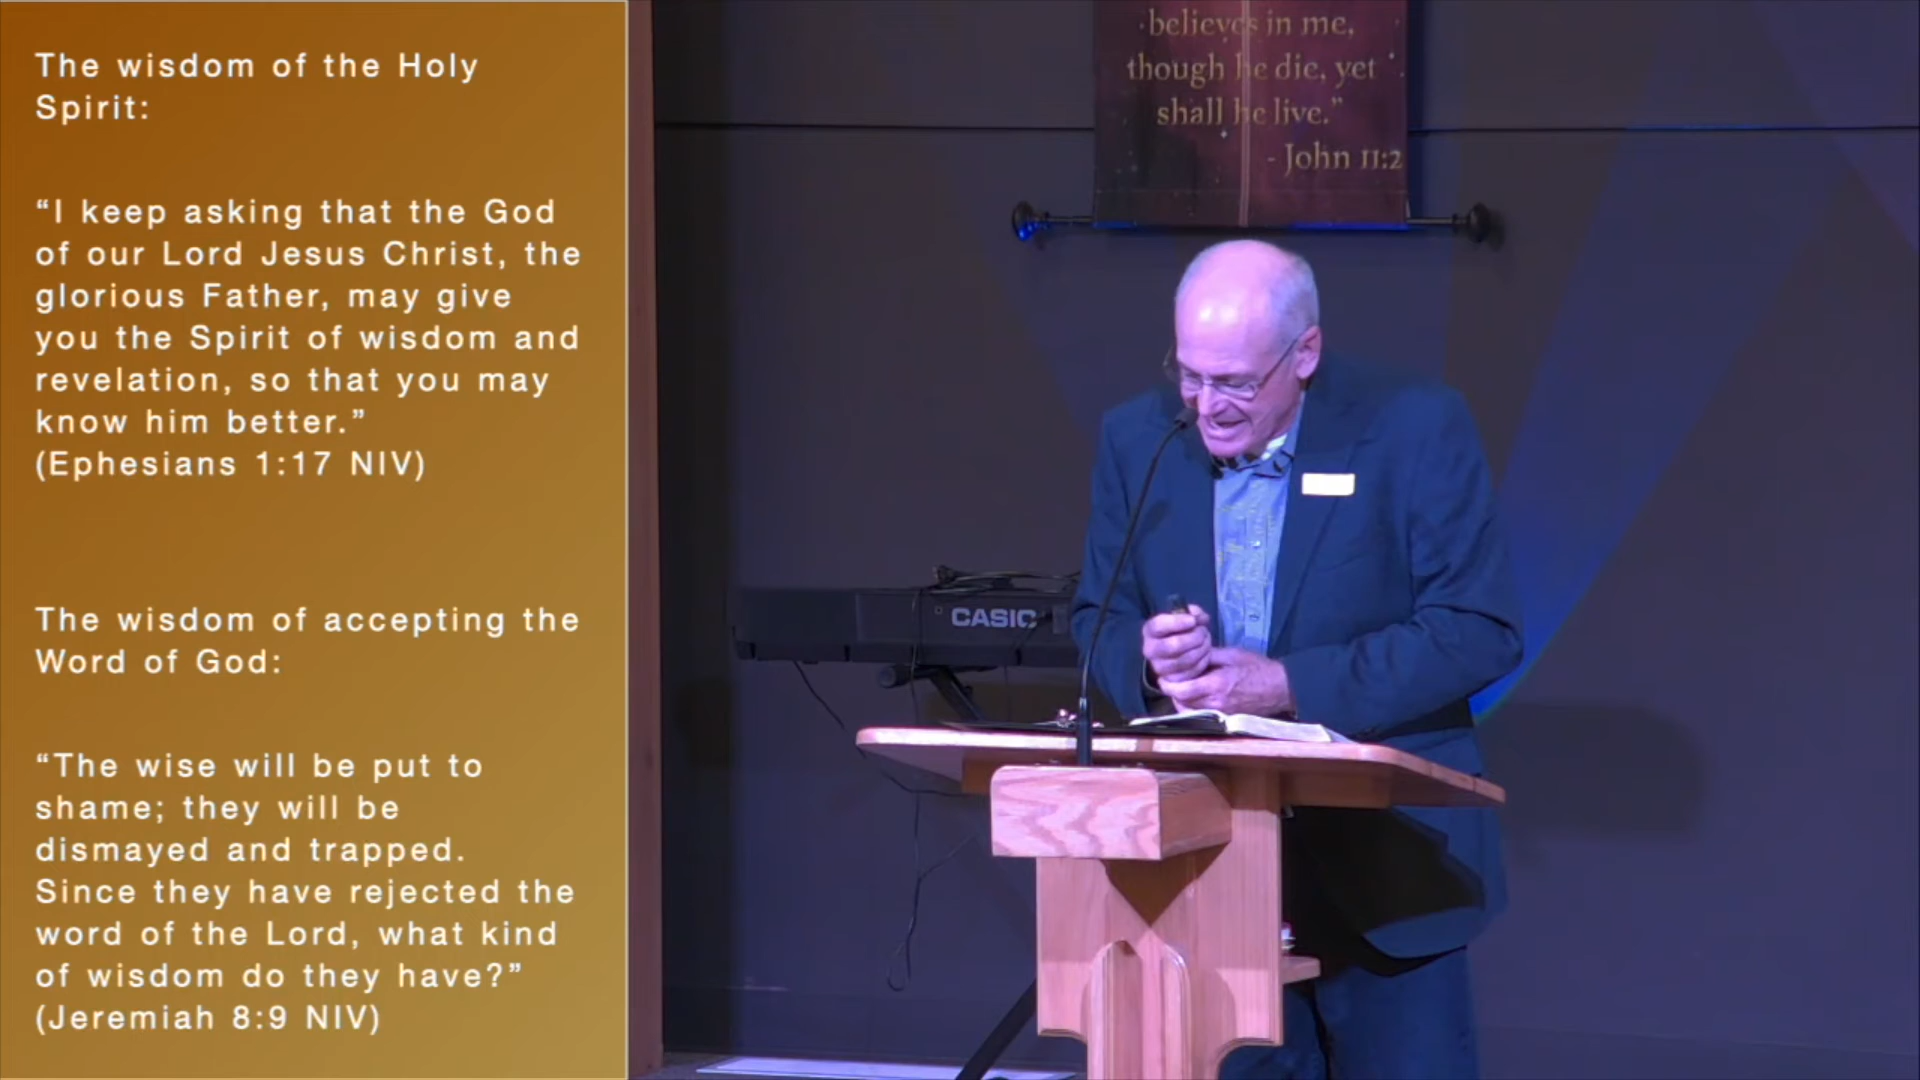 The wisdom of the Holy
Spirit:
“I keep asking that the God
of our Lord Jesus Christ, the
glorious Father, may give
you the Spirit of wisdom and
revelation, so that you may
know him better.”
(Ephesians 1:17 NIV)
The wisdom of accepting the
Word of God:
“The wise will be put to
shame; they will be
dismayed and trapped.
Since they have rejected the
word of the Lord, what kind
of wisdom do they have?”
(Jeremiah 8:9 NIV)
believes in me,
though he die, yet
shall he live.”
- John 11:2
CASIO